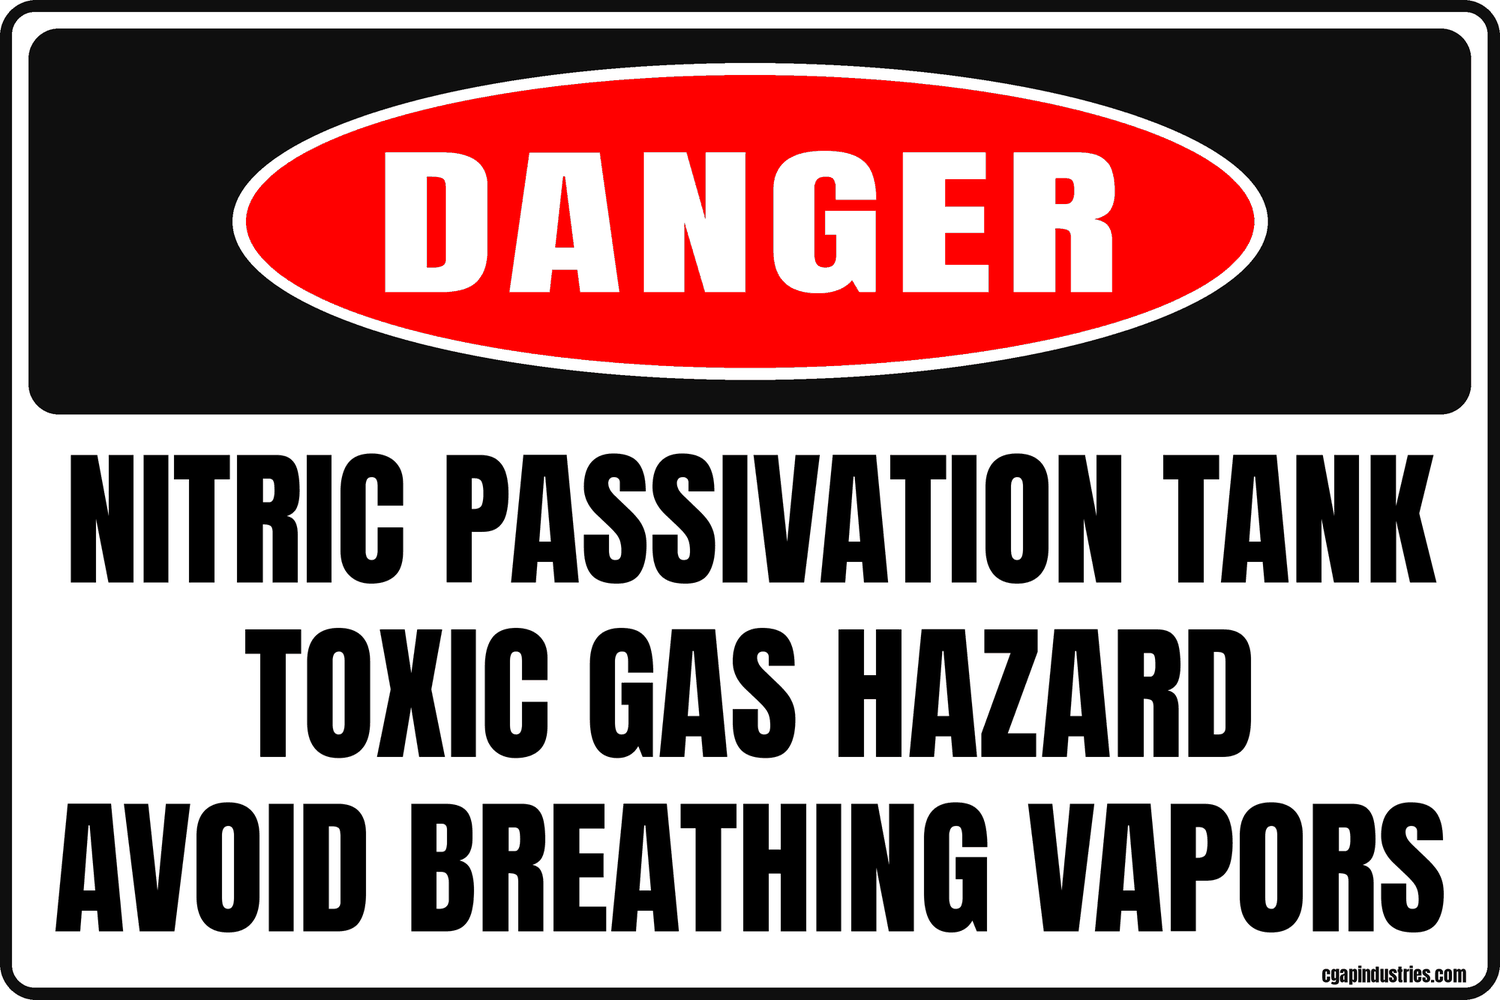 DANGER
NITRIC PASSIVATION TANK
TOXIC GAS HAZARD
AVOID BREATHING VAPORS
cgapindustries.com